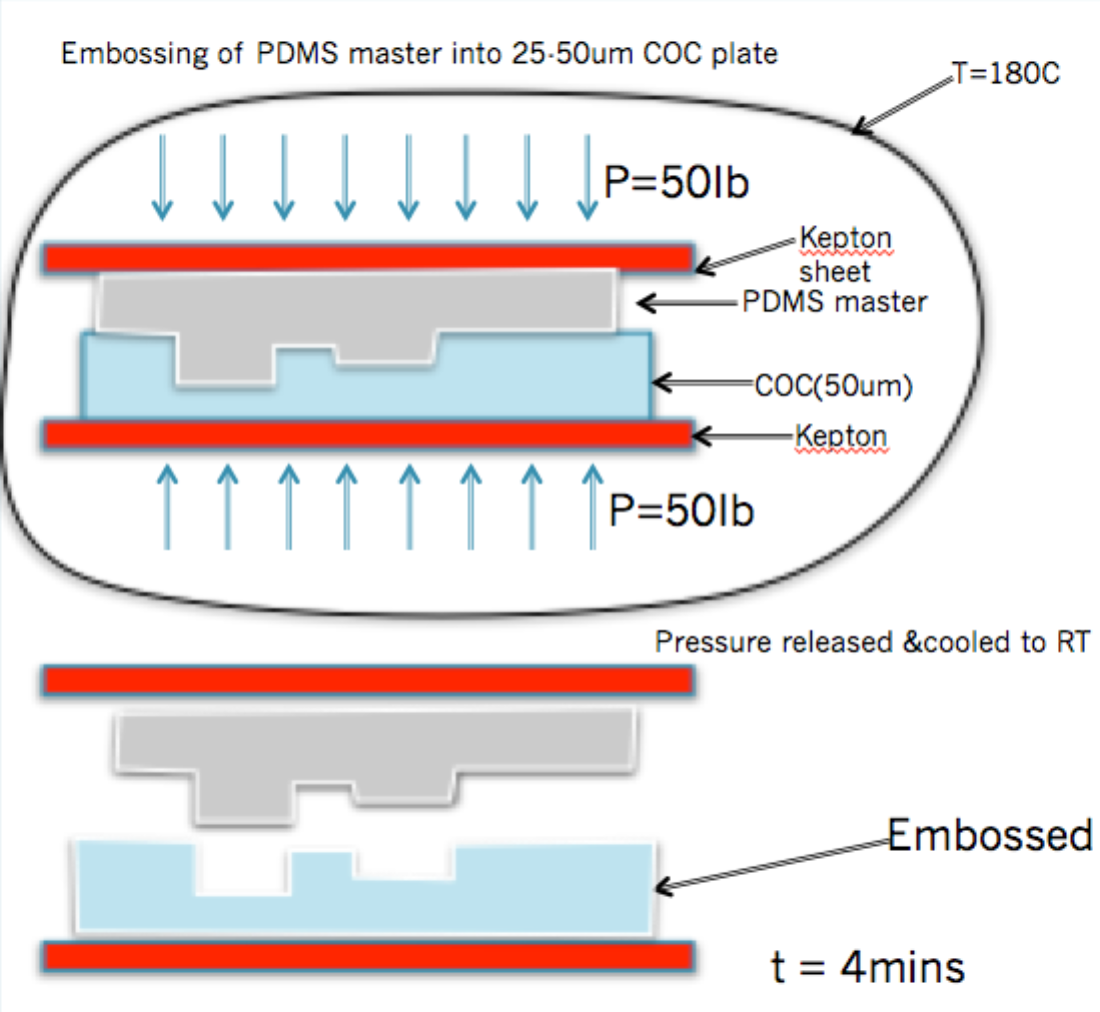 Embossing of PDMS master into 25-50um COC plate
T=180C
P=50lb
Kepton
sheet
PDMS master
COC(50um)
Kepton
P=50lb
Pressure released &cooled to RT
Embossed
t = 4mins